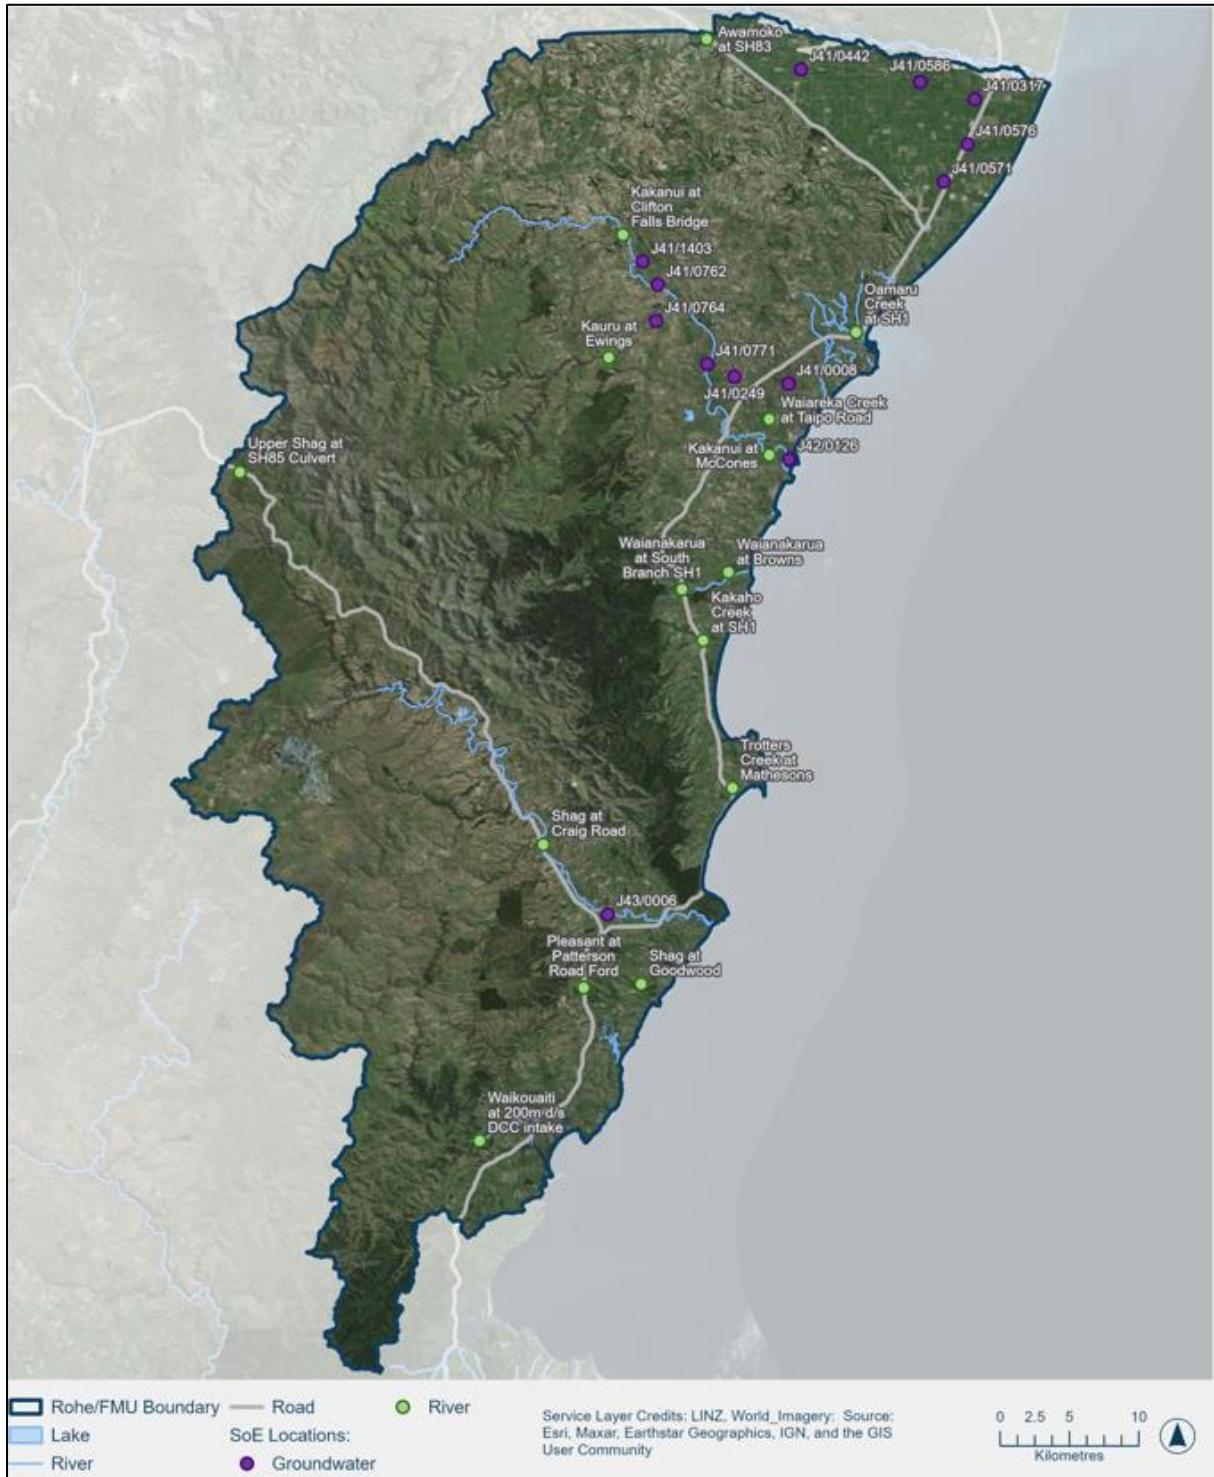 Awamoko
at SH83
J41/0442
J41/0586
J41/0317
J41/0576
J41/0571
Kakanui at
Clifton
Falls Bridge
J41/1403
J41/0762
J41/0764
Oamaru
Creek
at SH1
Kauru at
Ewings
J41/0771
J41/0008
J41/0249
Waiareka Creek
at Taipo Road
Upper Shag at
SH85 Culvert
Kakanui at
McCones
J42/0126
Waianakarua
at South
Branch SH1
Waianakarua
at Browns
Kakaho
Creek
at SH1
Trotters
Creek at
Mathesons
Shag at
Craig Road
J43/0006
Pleasant at
Patterson
Road Ford
Shag at
Goodwood
Waikouaiti
at 200m d/s
DCC intake
Rohe/FMU Boundary
Road
River
Lake
SoE Locations:
River
Groundwater
Service Layer Credits: LINZ, World_Imagery: Source:
Esri, Maxar, Earthstar Geographics, IGN, and the GIS
User Community
0 2.5 5 10
Kilometres